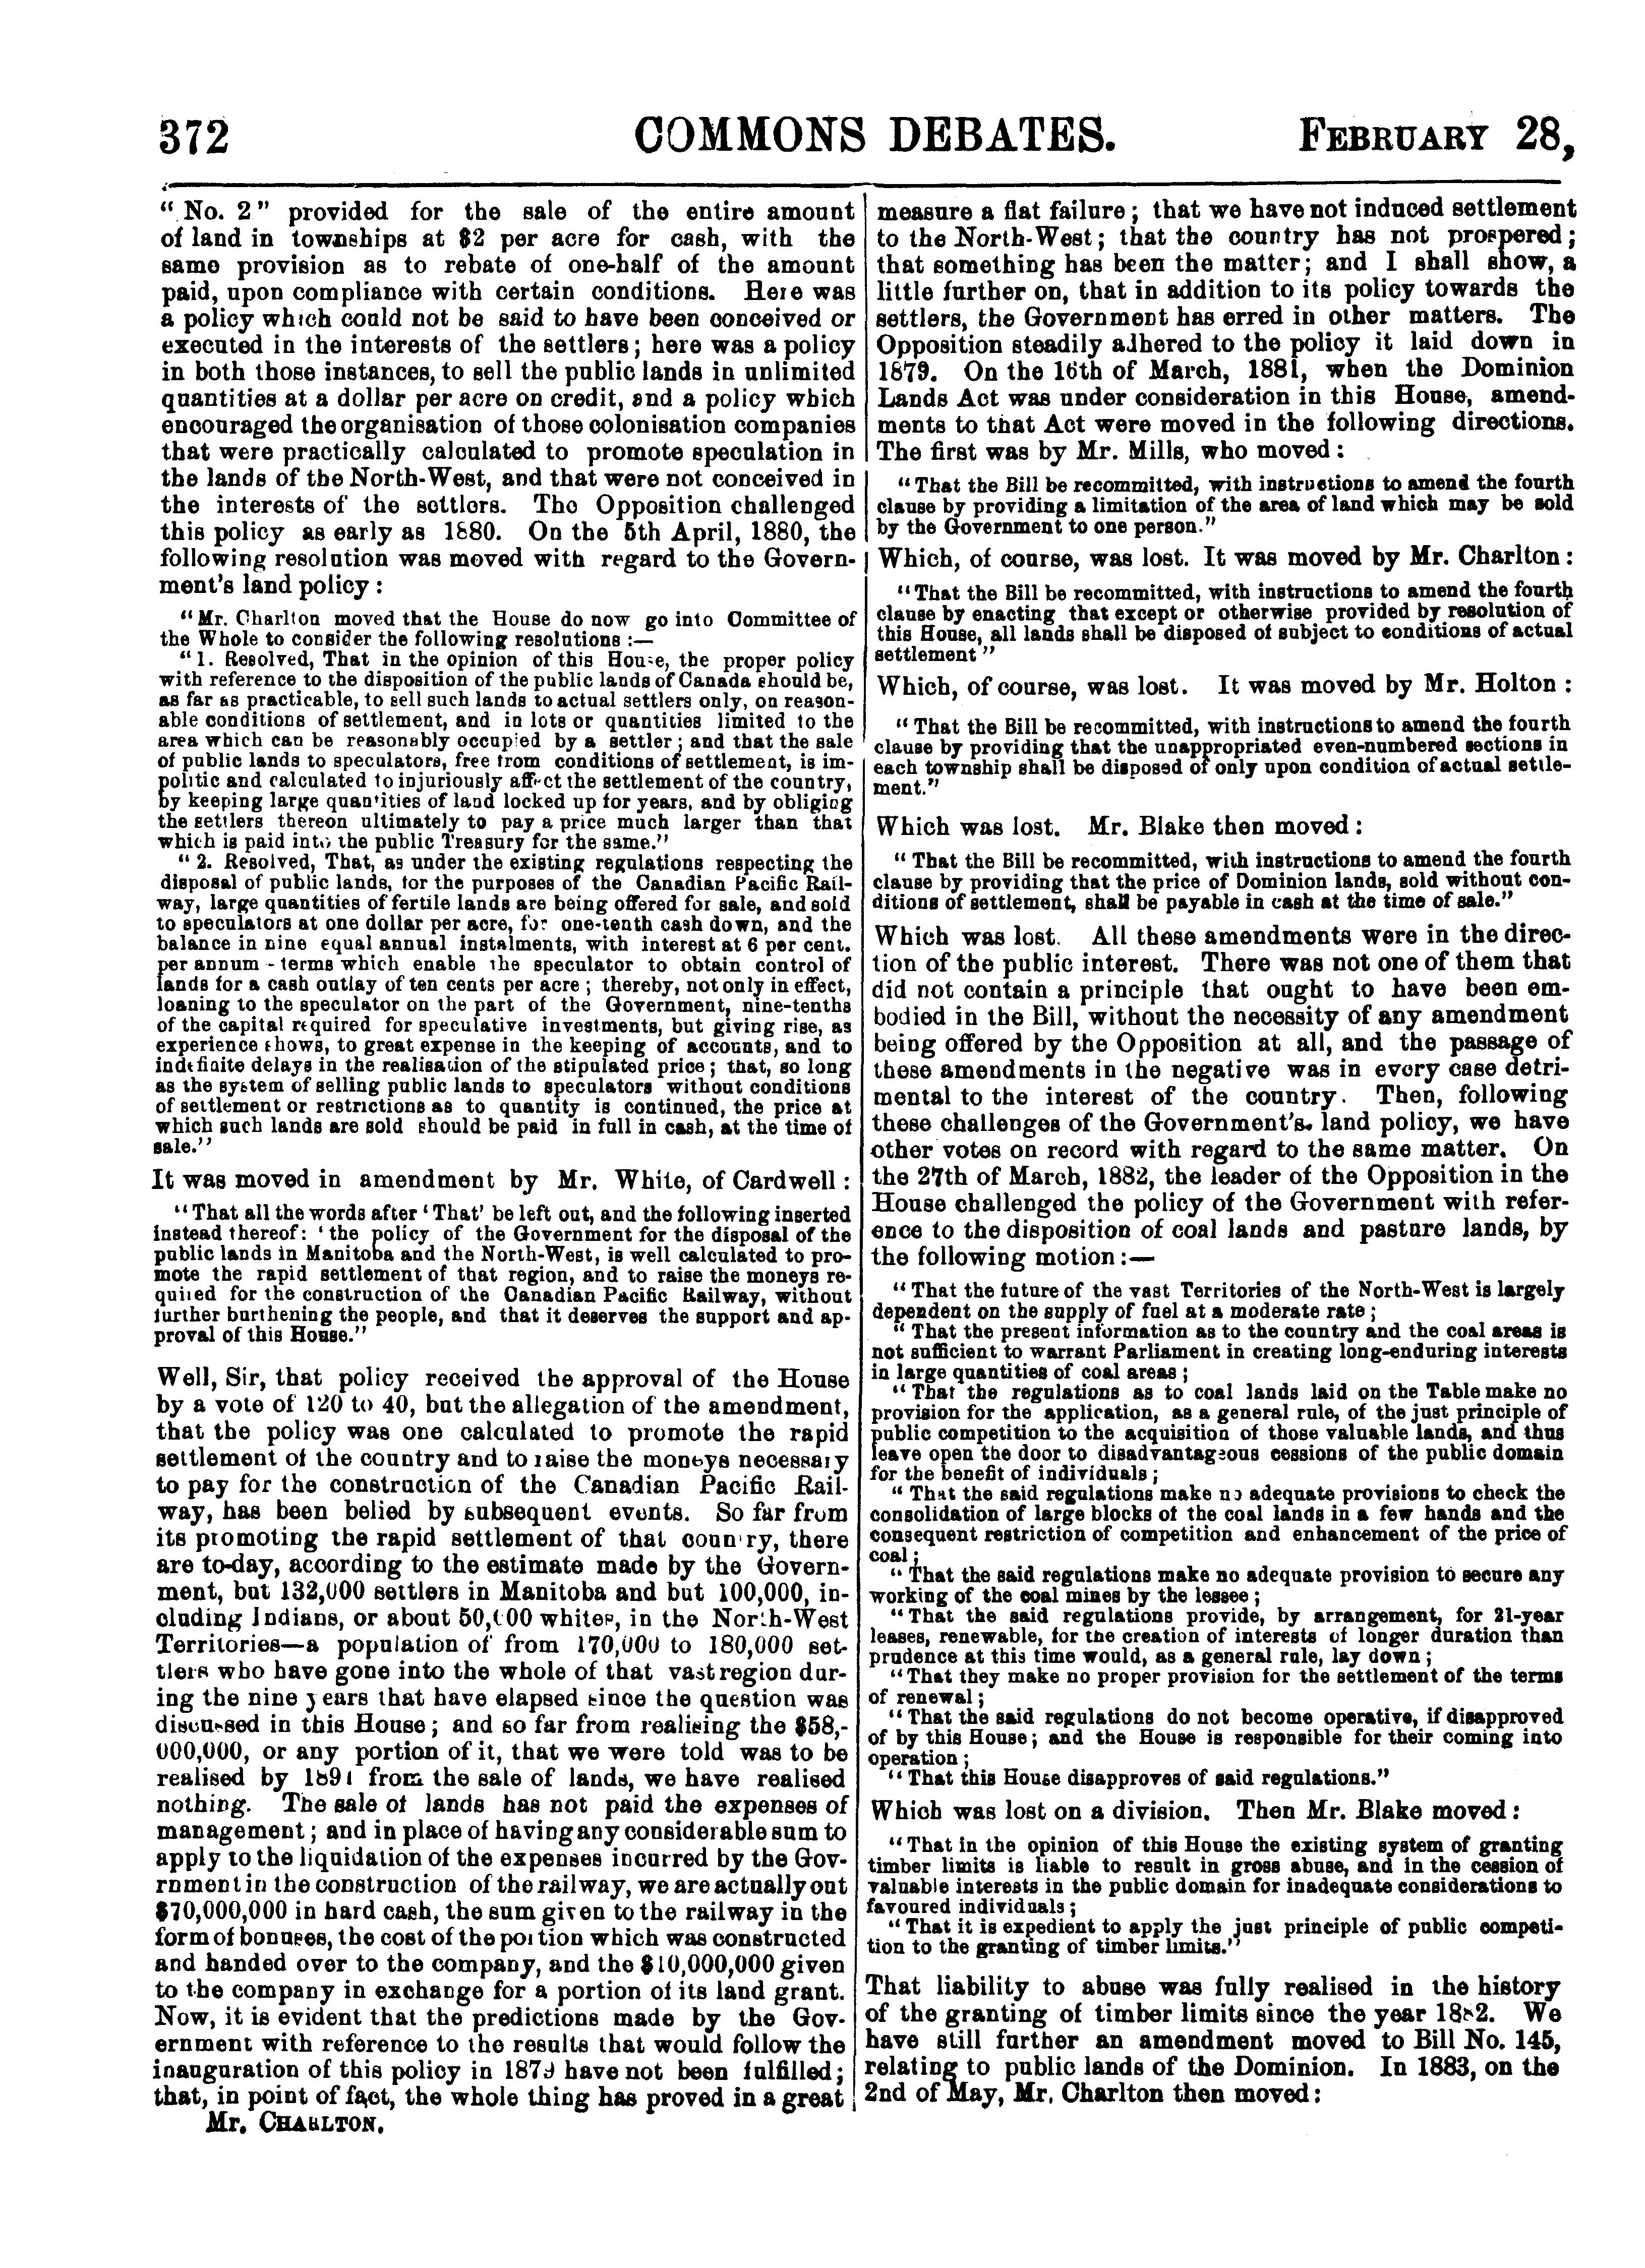 372 COMMONS DEBATES. FEBRUARY 28,
"No. 2" provided for the sale of the entire amount
of land in townships at $2 per acre for cash, with the
same provision as to rebate of one-half of the amount
paid, upon compliance with certain conditions. Here was
a policy which could not be said to have been conceived or
executed in the interests of the settlers; here was a policy
in both those instances, to sell the public lands in unlimited
quantities at a dollar per acre on credit, and a policy which
encouraged the organisation of those colonisation companies
that were practically calculated to promote speculation in
the lands of the North-West, and that were not conceived in
the interests of the settlors. The Opposition challenged
this policy as early as 1880. On the 5th April, 1880, the
following resolution was moved with regard to the Govern-
ment's land policy:
"Mr. Charlton moved that the House do now go into Committee of
the Whole to consider the following resolutions:—
"1. Resolved, That in the opinion of this House, the proper policy
with reference to the disposition of the public lands of Canada should be,
as far as practicable, to sell such lands to actual settlers only, on reason-
able conditions of settlement, and in lots or quantities limited to the
area which can be reasonably occupied by a settler; and that the sale
of public lands to speculators, free from conditions of settlement, is im-
politic and calculated to injuriously affect the settlement of the country,
by keeping large quantities of land locked up for years, and by obliging
the settlers thereon ultimately to pay a price much larger than that
which is paid into the public Treasury for the same."
"2. Resolved, That, as under the existing regulations respecting the
disposal of public lands, for the purposes of the Canadian Pacific Rail-
way, large quantities of fertile lands are being offered for sale, and sold
to speculators at one dollar per acre, for one-tenth cash down, and the
balance in nine equal annual instalments, with interest at 6 per cent.
per annum - terms which enable the speculator to obtain control of
lands for a cash outlay of ten cents per acre; thereby, not only in effect,
loaning to the speculator on the part of the Government, nine-tenths
of the capital required for speculative investments, but giving rise, as
experience shows, to great expense in the keeping of accounts, and to
indefinite delays in the realisation of the stipulated price; that, so long
as the system of selling public lands to speculators without conditions
of settlement or restrictions as to quantity is continued, the price at
which such lands are sold should be paid in full in cash, at the time of
sale."
It was moved in amendment by Mr. White, of Cardwell:
"That all the words after 'That' be left out, and the following inserted
instead thereof: 'the policy of the Government for the disposal of the
public lands in Manitoba and the North-West, is well calculated to pro-
mote the rapid settlement of that region, and to raise the moneys re-
quired for the construction of the Canadian Pacific Railway, without
further burthening the people, and that it deserves the support and ap-
proval of this House."
Well, Sir, that policy received the approval of the House
by a vote of 120 to 40, but the allegation of the amendment,
that the policy was one calculated to promote the rapid
settlement of the country and to raise the moneys necessary
to pay for the construction of the Canadian Pacific Rail-
way, has been belied by subsequent events. So far from
its promoting the rapid settlement of that country, there
are to-day, according to the estimate made by the Govern-
ment, but 132,000 settlers in Manitoba and but 100,000, in-
cluding Indians, or about 50,000 whites, in the North-West
Territories—a population of from 170,000 to 180,000 set-
tlers who have gone into the whole of that vast region dur-
ing the nine years that have elapsed since the question was
discussed in this House; and so far from realising the $58,-
000,000, or any portion of it, that we were told was to be
realised by 1891 from the sale of lands, we have realised
nothing. The sale of lands has not paid the expenses of
management; and in place of having any considerable sum to
apply to the liquidation of the expenses incurred by the Gov-
rnment in the construction of the railway, we are actually out
$70,000,000 in hard cash, the sum given to the railway in the
form of bonuses, the cost of the portion which was constructed
and handed over to the company, and the $10,000,000 given
to the company in exchange for a portion of its land grant.
Now, it is evident that the predictions made by the Gov-
ernment with reference to the results that would follow the
inauguration of this policy in 1879 have not been fulfilled;
that, in point of fact, the whole thing has proved in a great
Mr. CHARLTON.
measure a flat failure; that we have not induced settlement
to the North-West; that the country has not prospered;
that something has been the matter; and I shall show, a
little further on, that in addition to its policy towards the
settlers, the Government has erred in other matters. The
Opposition steadily adhered to the policy it laid down in
1879. On the 16th of March, 1881, when the Dominion
Lands Act was under consideration in this House, amend-
ments to that Act were moved in the following directions.
The first was by Mr. Mills, who moved:
"That the Bill be recommitted, with instructions to amend the fourth
clause by providing a limitation of the area of land which may be sold
by the Government to one person."
Which, of course, was lost. It was moved by Mr. Charlton:
"That the Bill be recommitted, with instructions to amend the fourth
clause by enacting that except or otherwise provided by resolution of
this House, all lands shall be disposed of subject to conditions of actual
settlement"
Which, of course, was lost. It was moved by Mr. Holton:
"That the Bill be recommitted, with instructions to amend the fourth
clause by providing that the unappropriated even-numbered sections in
each township shall be disposed of only upon condition of actual settle-
ment."
Which was lost. Mr. Blake then moved:
"That the Bill be recommitted, with instructions to amend the fourth
clause by providing that the price of Dominion lands, sold without con-
ditions of settlement, shall be payable in cash at the time of sale."
Which was lost. All these amendments were in the direc-
tion of the public interest. There was not one of them that
did not contain a principle that ought to have been em-
bodied in the Bill, without the necessity of any amendment
being offered by the Opposition at all, and the passage of
these amendments in the negative was in every case detri-
mental to the interest of the country. Then, following
these challenges of the Government's land policy, we have
other votes on record with regard to the same matter. On
the 27th of March, 1882, the leader of the Opposition in the
House challenged the policy of the Government with refer-
ence to the disposition of coal lands and pasture lands, by
the following motion:—
"That the future of the vast Territories of the North-West is largely
dependent on the supply of fuel at a moderate rate;
"That the present information as to the country and the coal areas is
not sufficient to warrant Parliament in creating long-enduring interests
in large quantities of coal areas;
"That the regulations as to coal lands laid on the Table make no
provision for the application, as a general rule, of the just principle of
public competition to the acquisition of those valuable lands, and thus
leave open the door to disadvantageous cessions of the public domain
for the benefit of individuals;
"That the said regulations make no adequate provisions to check the
consolidation of large blocks of the coal lands in a few hands and the
consequent restriction of competition and enhancement of the price of
coal;
"That the said regulations make no adequate provision to secure any
working of the coal mines by the lessee;
"That the said regulations provide, by arrangement, for 21-year
leases, renewable, for the creation of interests of longer duration than
prudence at this time would, as a general rule, lay down;
"That they make no proper provision for the settlement of the terms
of renewal;
"That the said regulations do not become operative, if disapproved
of by this House; and the House is responsible for their coming into
operation;
"That this House disapproves of said regulations."
Which was lost on a division. Then Mr. Blake moved:
"That in the opinion of this House the existing system of granting
timber limits is liable to result in gross abuse, and in the cession of
valuable interests in the public domain for inadequate considerations to
favoured individuals;
"That it is expedient to apply the just principle of public competi-
tion to the granting of timber limits."
That liability to abuse was fully realised in the history
of the granting of timber limits since the year 1882. We
have still further an amendment moved to Bill No. 145,
relating to public lands of the Dominion. In 1883, on the
2nd of May, Mr. Charlton then moved: